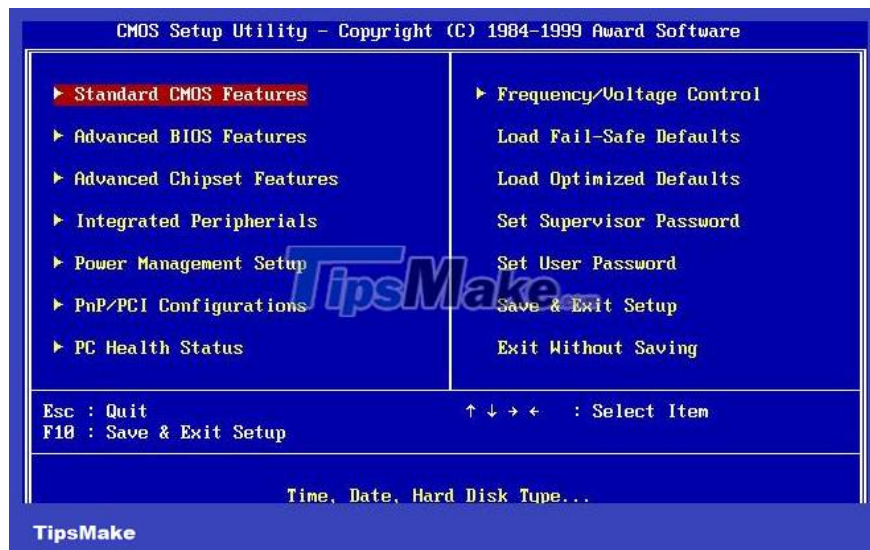 CMOS Setup Utility - Copyright (C) 1984-1999 Award Software
▶ Standard CMOS Features
▶ Advanced BIOS Features
▶ Advanced Chipset Features
▶ Integrated Peripherials
▶ Power Management Setup
▶ PnP/PCI Configurations
▶ PC Health Status
▶ Frequency/Voltage Control
Load Fail-Safe Defaults
Load Optimized Defaults
Set Supervisor Password
Set User Password
Save & Exit Setup
Exit Without Saving
TipsMake
Esc : Quit
F10 : Save & Exit Setup
↑ ↓ → ← : Select Item
Time, Date, Hard Disk Type...
TipsMake